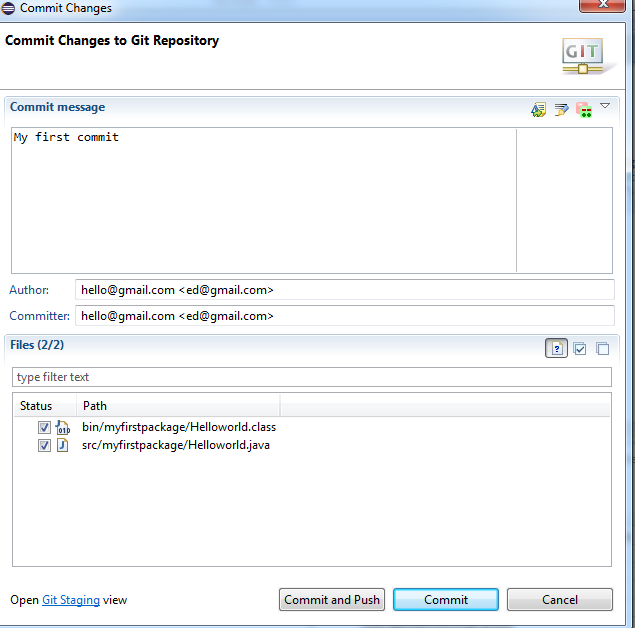 Commit Changes
Commit Changes to Git Repository
GIT
Commit message
My first commit
Author: hello@gmail.com <ed@gmail.com>
Committer: hello@gmail.com <ed@gmail.com>
Files (2/2)
type filter text
Status Path
bin/myfirstpackage/Helloworld.class
src/myfirstpackage/Helloworld.java
Open Git Staging view Commit and Push Commit Cancel